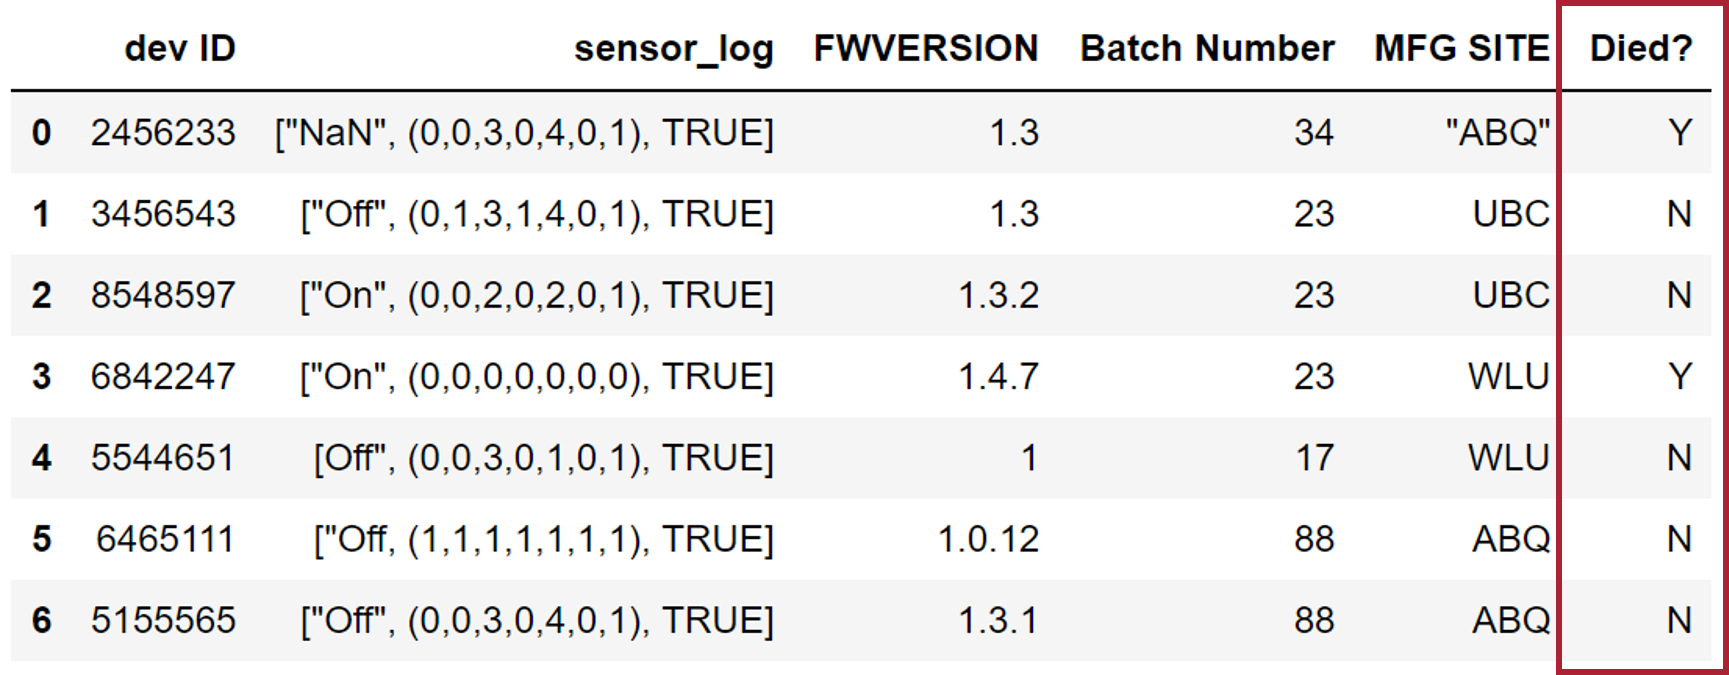 dev ID sensor_log FWVERSION Batch Number MFG SITE Died?
0 2456233 ["NaN", (0,0,3,0,4,0,1), TRUE] 1.3 34 "ABQ" Y
1 3456543 ["Off", (0,1,3,1,4,0,1), TRUE] 1.3 23 UBC N
2 8548597 ["On", (0,0,2,0,2,0,1), TRUE] 1.3.2 23 UBC N
3 6842247 ["On", (0,0,0,0,0,0,0), TRUE] 1.4.7 23 WLU Y
4 5544651 [Off", (0,0,3,0,1,0,1), TRUE] 1 17 WLU N
5 6465111 ["Off, (1,1,1,1,1,1,1), TRUE] 1.0.12 88 ABQ N
6 5155565 ["Off", (0,0,3,0,4,0,1), TRUE] 1.3.1 88 ABQ N